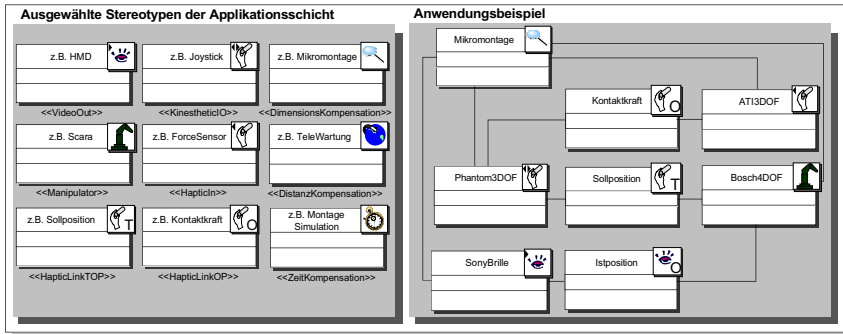 Ausgewählte Stereotypen der Applikationsschicht
z.B. HMD
z.B. Joystick
z.B. Mikromontage
<<VideoOut>>
<<KinestheticIO>>
<<DimensionsKompensation>>
z.B. Scara
z.B. ForceSensor
z.B. TeleWartung
<<Manipulator>>
<<HapticIn>>
<<DistanzKompensation>>
z.B. Sollposition
T
z.B. Kontaktkraft
O
z.B. Montage
Simulation
<<HapticLinkTOP>>
<<HapticLinkOP>>
<<ZeitKompensation>>
Anwendungsbeispiel
Mikromontage
Kontaktkraft
O
ATI3DOF
Phantom3DOF
Sollposition
T
Bosch4DOF
SonyBrille
Istposition
O